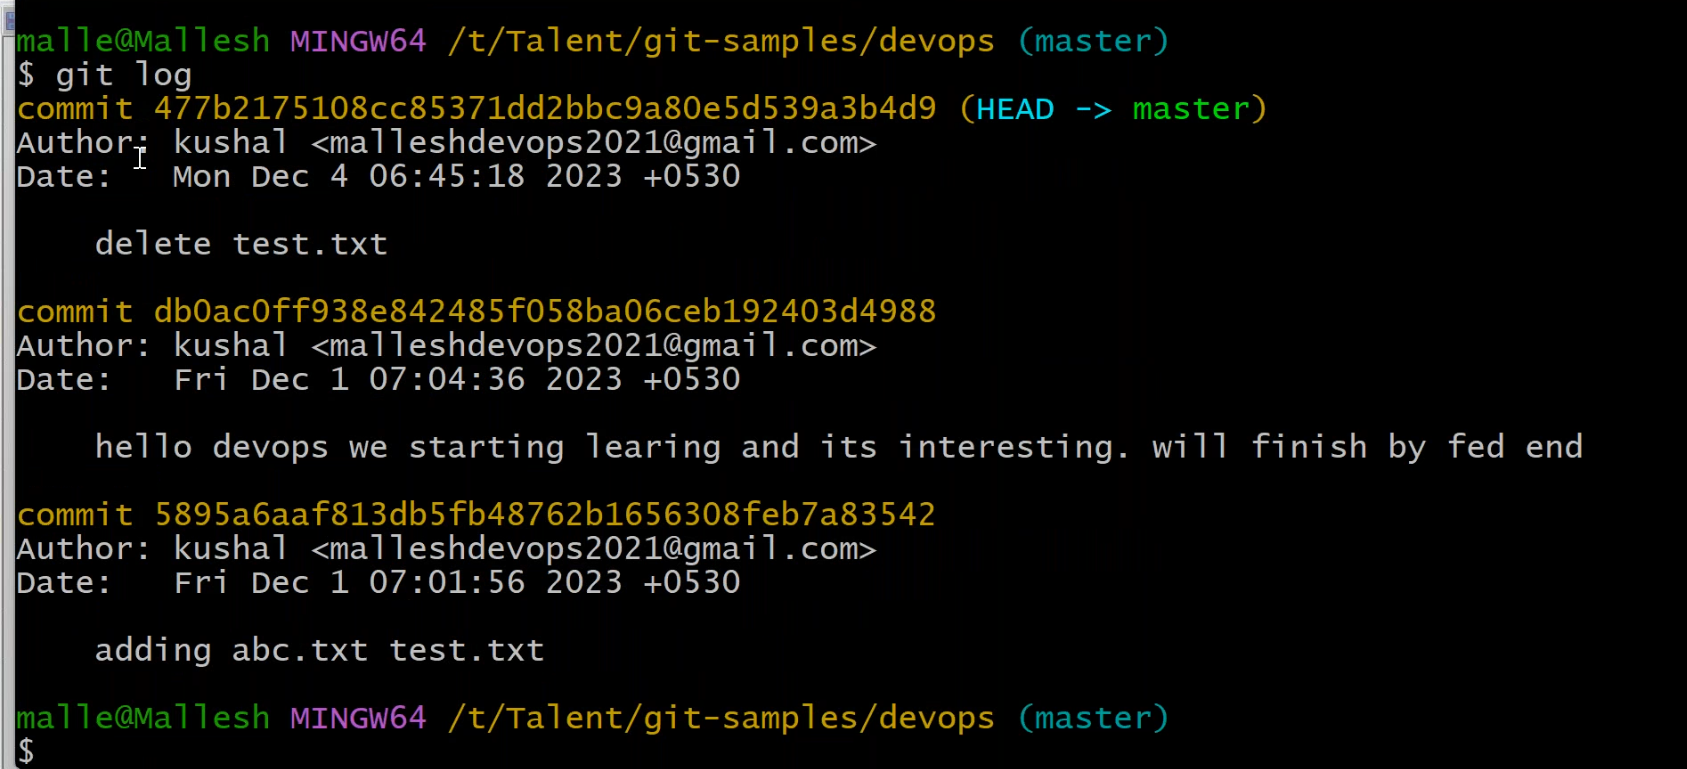 malle@Mallesh MINGW64 /t/Talent/git-samples/devops (master)
$ git log
commit 477b2175108cc85371dd2bbc9a80e5d539a3b4d9 (HEAD -> master)
Author: kushal <malleshdevops2021@gmail.com>
Date:   Mon Dec 4 06:45:18 2023 +0530
    delete test.txt
commit db0ac0ff938e842485f058ba06ceb192403d4988
Author: kushal <malleshdevops2021@gmail.com>
Date:   Fri Dec 1 07:04:36 2023 +0530
    hello devops we starting learing and its interesting. will finish by fed end
commit 5895a6aaf813db5fb48762b1656308feb7a83542
Author: kushal <malleshdevops2021@gmail.com>
Date:   Fri Dec 1 07:01:56 2023 +0530
    adding abc.txt test.txt
malle@Mallesh MINGW64 /t/Talent/git-samples/devops (master)
$